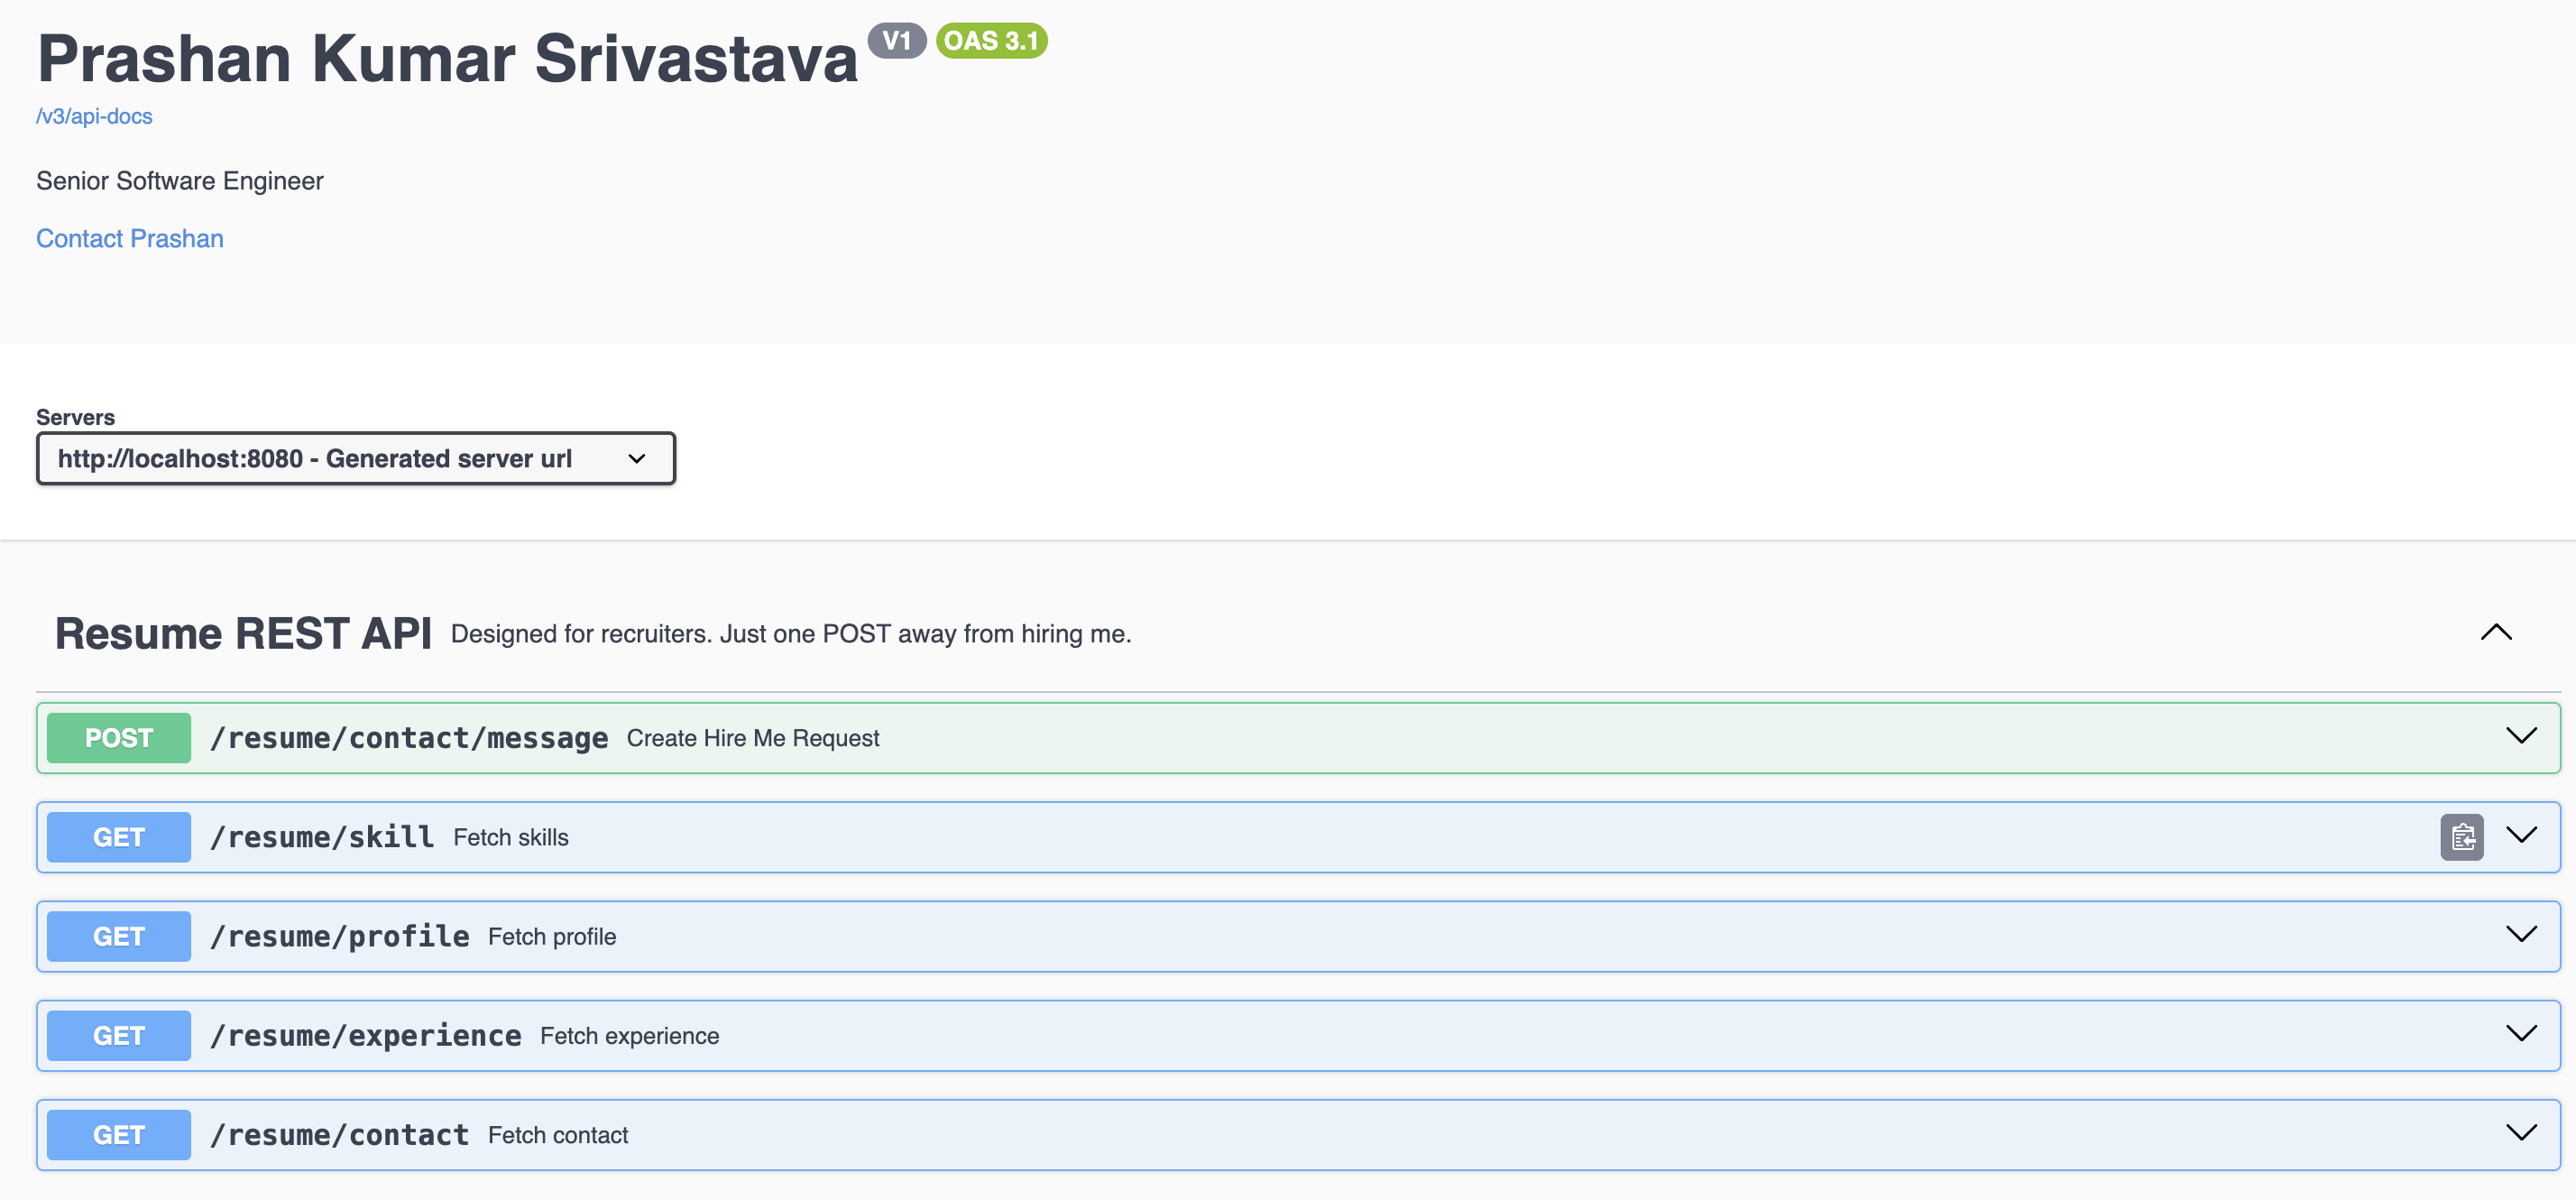 Prashan Kumar Srivastava V1 OAS 3.1
/v3/api-docs
Senior Software Engineer
Contact Prashan
Servers
http://localhost:8080 - Generated server url
Resume REST API Designed for recruiters. Just one POST away from hiring me.
POST /resume/contact/message Create Hire Me Request
GET /resume/skill Fetch skills
GET /resume/profile Fetch profile
GET /resume/experience Fetch experience
GET /resume/contact Fetch contact